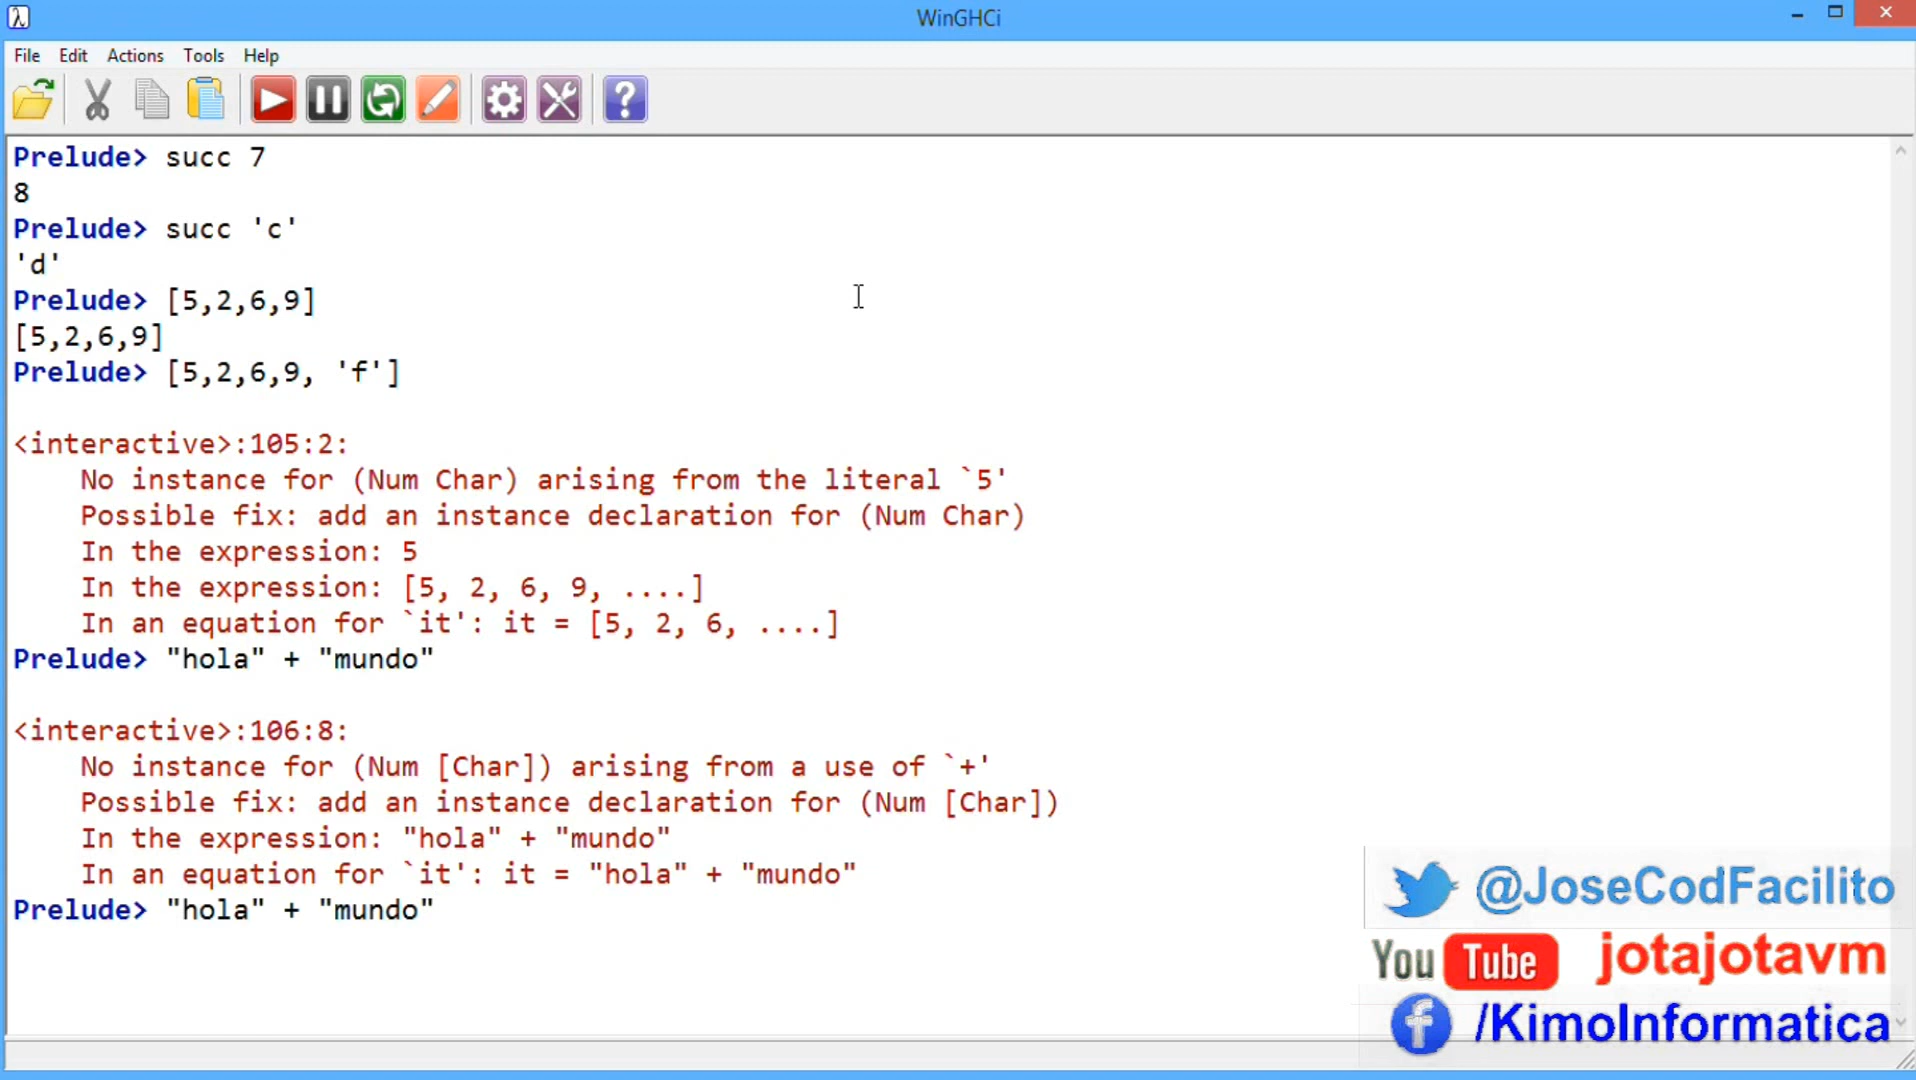 WinGHCi
File Edit Actions Tools Help
Prelude> succ 7
8
Prelude> succ 'c'
'd'
Prelude> [5,2,6,9]
[5,2,6,9]
Prelude> [5,2,6,9, 'f']
<interactive>:105:2:
    No instance for (Num Char) arising from the literal `5'
    Possible fix: add an instance declaration for (Num Char)
    In the expression: 5
    In the expression: [5, 2, 6, 9, ....]
    In an equation for `it': it = [5, 2, 6, ....]
Prelude> "hola" + "mundo"
<interactive>:106:8:
    No instance for (Num [Char]) arising from a use of `+'
    Possible fix: add an instance declaration for (Num [Char])
    In the expression: "hola" + "mundo"
    In an equation for `it': it = "hola" + "mundo"
Prelude> "hola" + "mundo"
@JoseCodFacilito
You Tube jotajotavm
/KimoInformatica